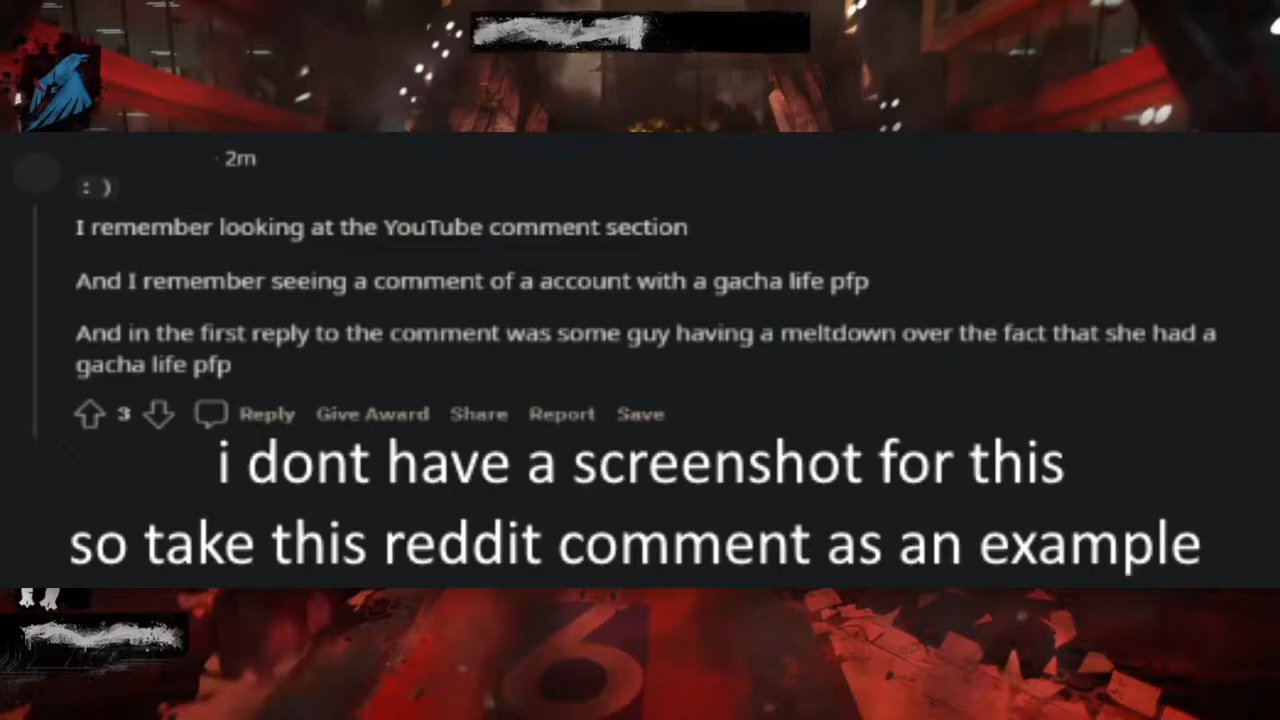 2m
: )
I remember looking at the YouTube comment section
And I remember seeing a comment of a account with a gacha life pfp
And in the first reply to the comment was some guy having a meltdown over the fact that she had a
gacha life pfp
3 Reply Give Award Share Report Save
i dont have a screenshot for this
so take this reddit comment as an example
6